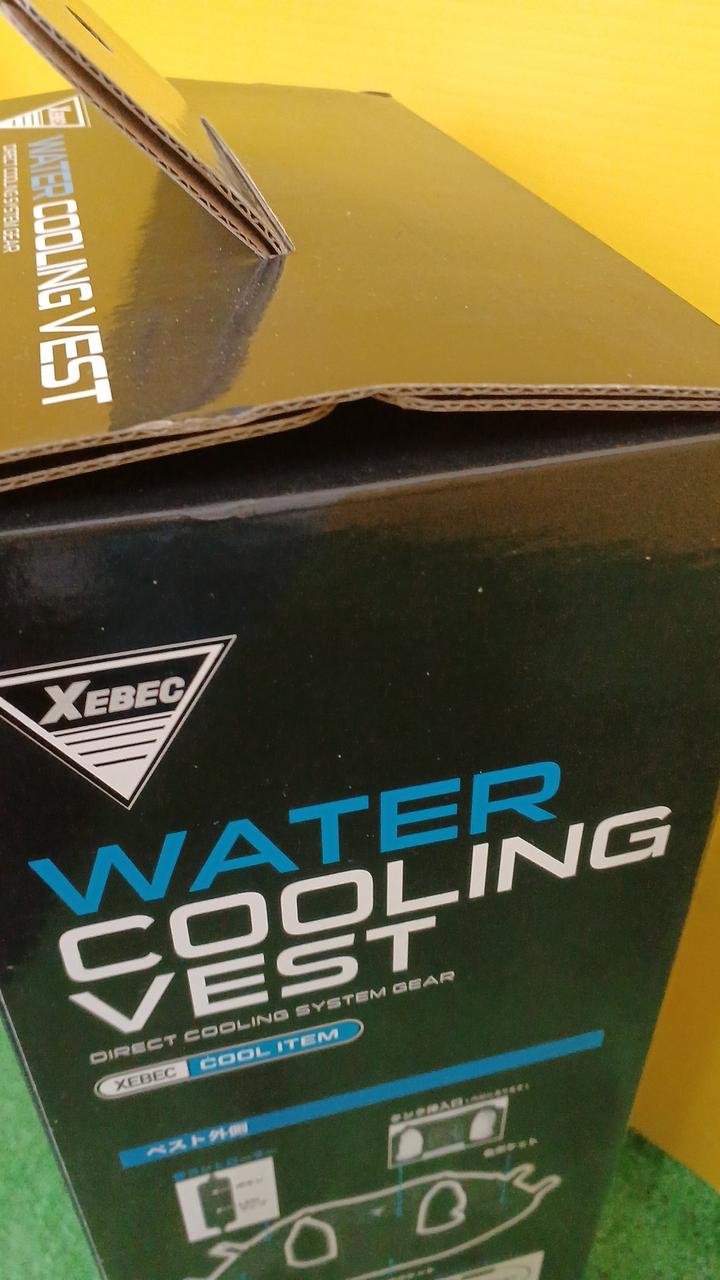 XEBEC
WATER COOLING VEST
DIRECT COOLING SYSTEM GEAR
XEBEC
WATER
COOLING
VEST
DIRECT COOLING SYSTEM GEAR
XEBEC COOL ITEM
ベスト外側